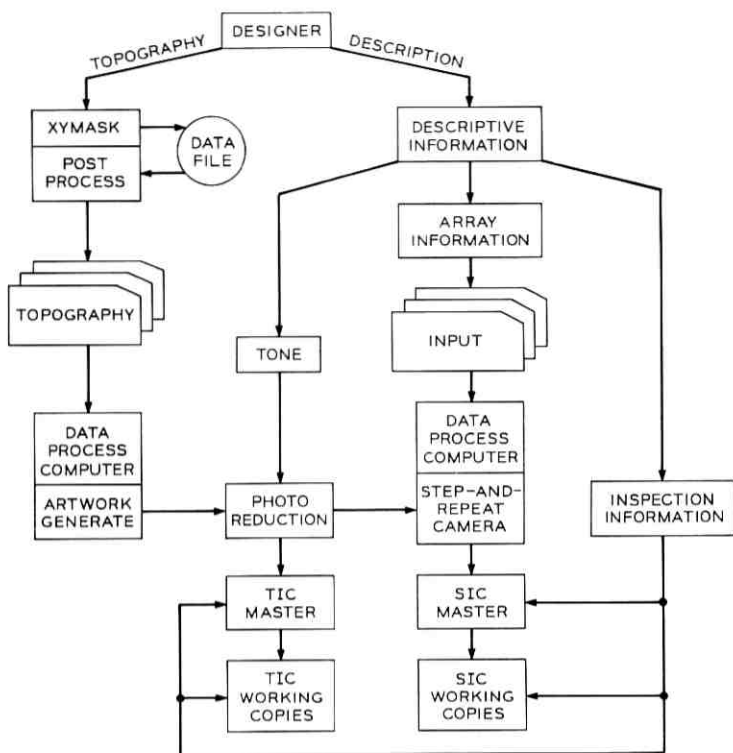 DESIGNER
TOPOGRAPHY
DESCRIPTION
XYMASK
POST
PROCESS
DATA
FILE
DESCRIPTIVE
INFORMATION
ARRAY
INFORMATION
TOPOGRAPHY
TONE
INPUT
DATA
PROCESS
COMPUTER
ARTWORK
GENERATE
PHOTO
REDUCTION
DATA
PROCESS
COMPUTER
STEP-AND-
REPEAT
CAMERA
INSPECTION
INFORMATION
TIC
MASTER
SIC
MASTER
TIC
WORKING
COPIES
SIC
WORKING
COPIES